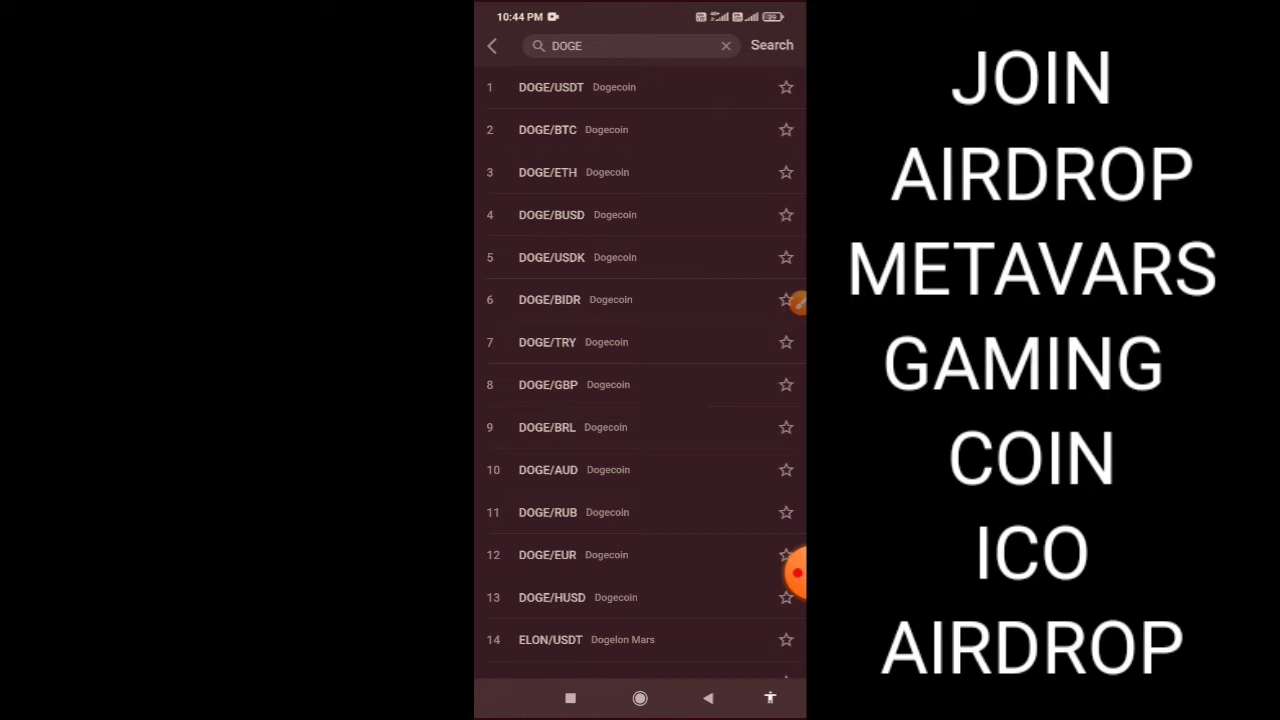 10:44 PM
DOGE
Search
1 DOGE/USDT Dogecoin
2 DOGE/BTC Dogecoin
3 DOGE/ETH Dogecoin
4 DOGE/BUSD Dogecoin
5 DOGE/USDK Dogecoin
6 DOGE/BIDR Dogecoin
7 DOGE/TRY Dogecoin
8 DOGE/GBP Dogecoin
9 DOGE/BRL Dogecoin
10 DOGE/AUD Dogecoin
11 DOGE/RUB Dogecoin
12 DOGE/EUR Dogecoin
13 DOGE/HUSD Dogecoin
14 ELON/USDT Dogelon Mars
JOIN
AIRDROP
METAVARS
GAMING
COIN
ICO
AIRDROP